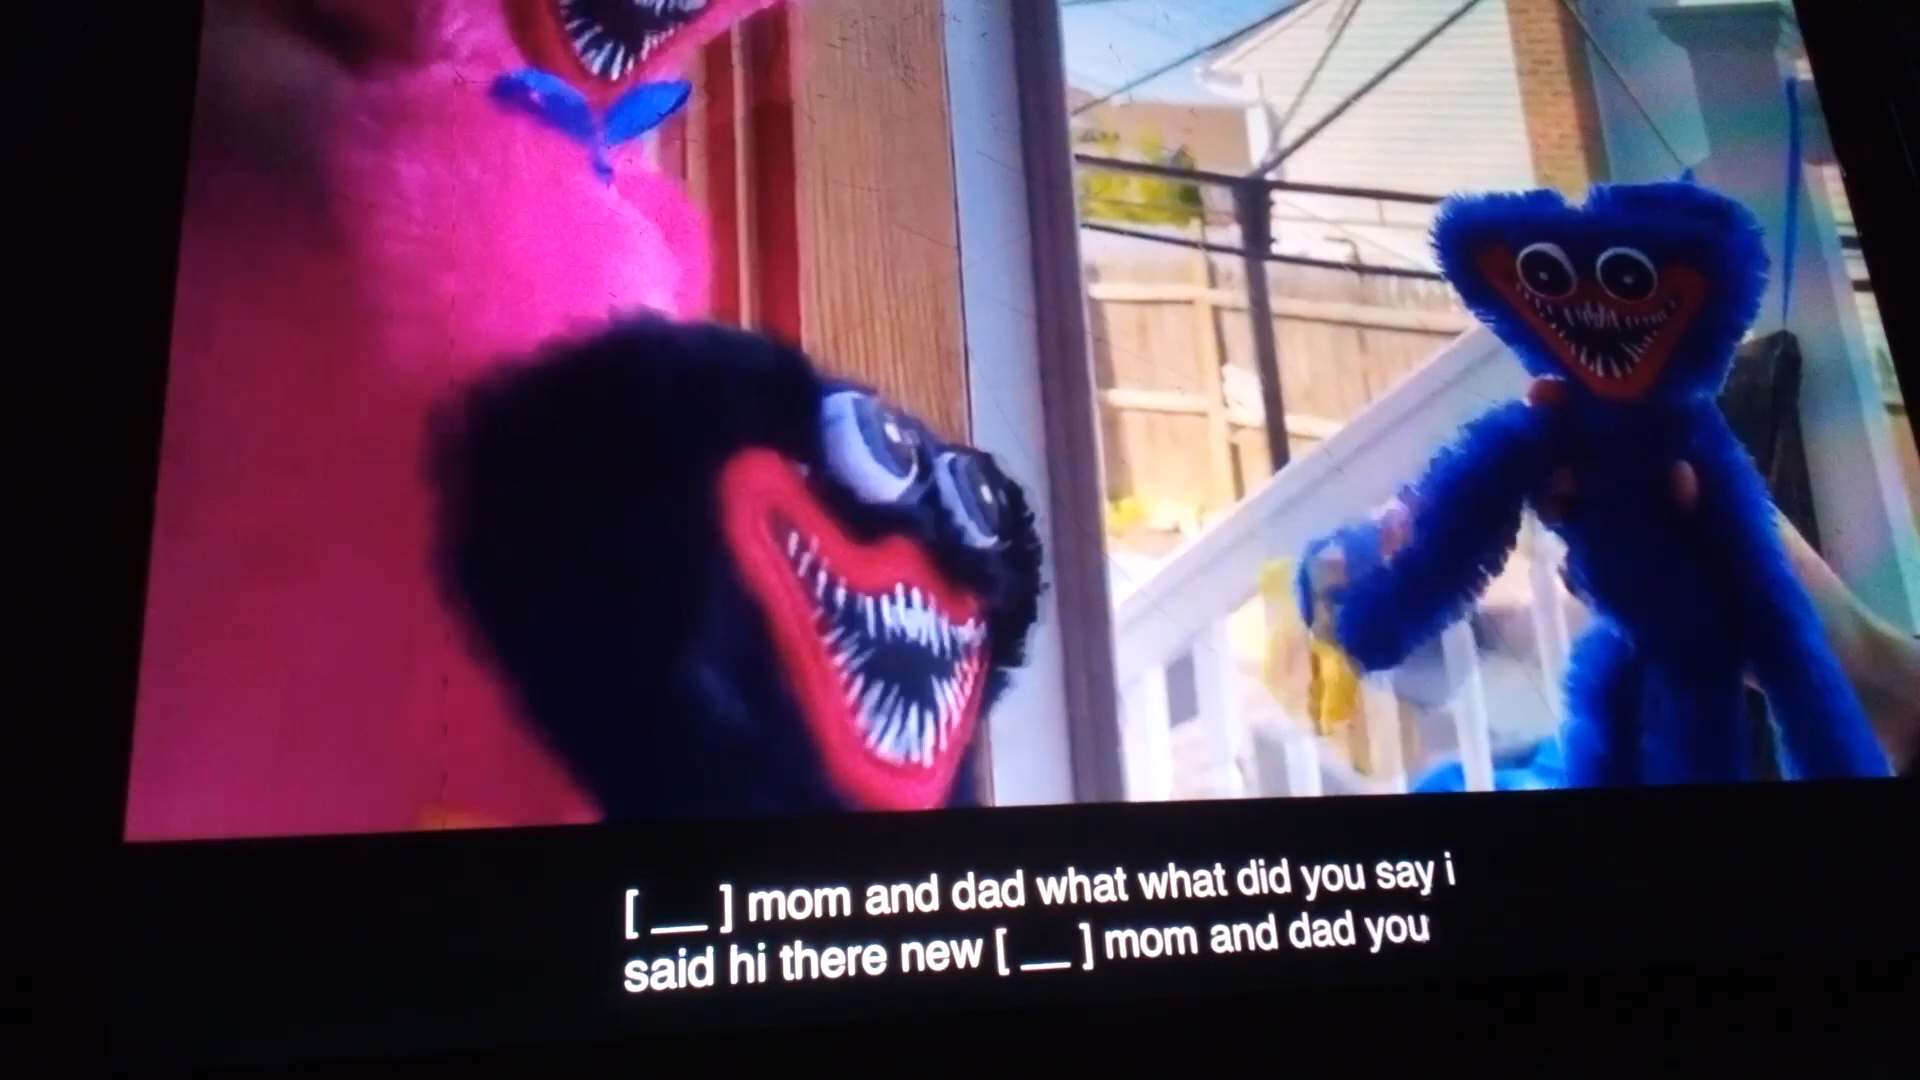 [ __ ] mom and dad what what did you say i
said hi there new [ __ ] mom and dad you